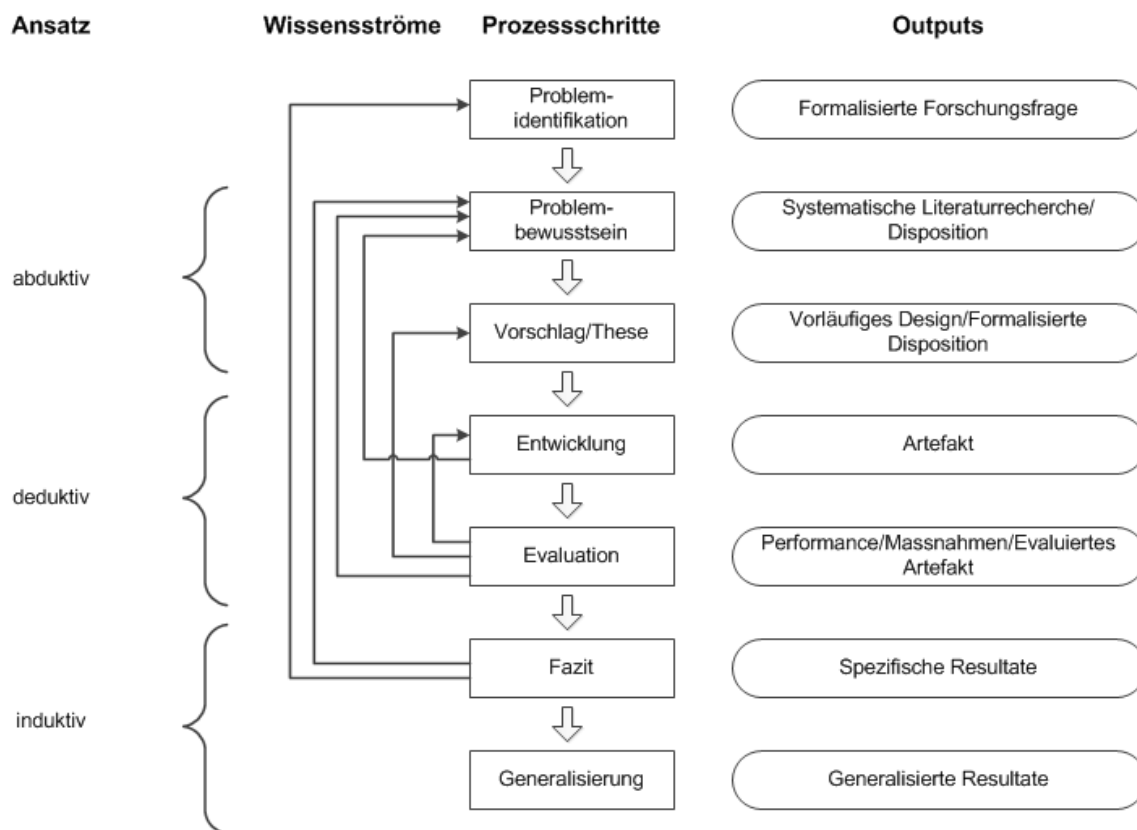 Ansatz
Wissensströme
Prozessschritte
Outputs
Problem-
identifikation
Formalisierte Forschungsfrage
Problem-
bewusstsein
Systematische Literaturrecherche/
Disposition
abduktiv
Vorschlag/These
Vorläufiges Design/Formalisierte
Disposition
Entwicklung
Artefakt
deduktiv
Evaluation
Performance/Massnahmen/Evaluiertes
Artefakt
Fazit
Spezifische Resultate
induktiv
Generalisierung
Generalisierte Resultate